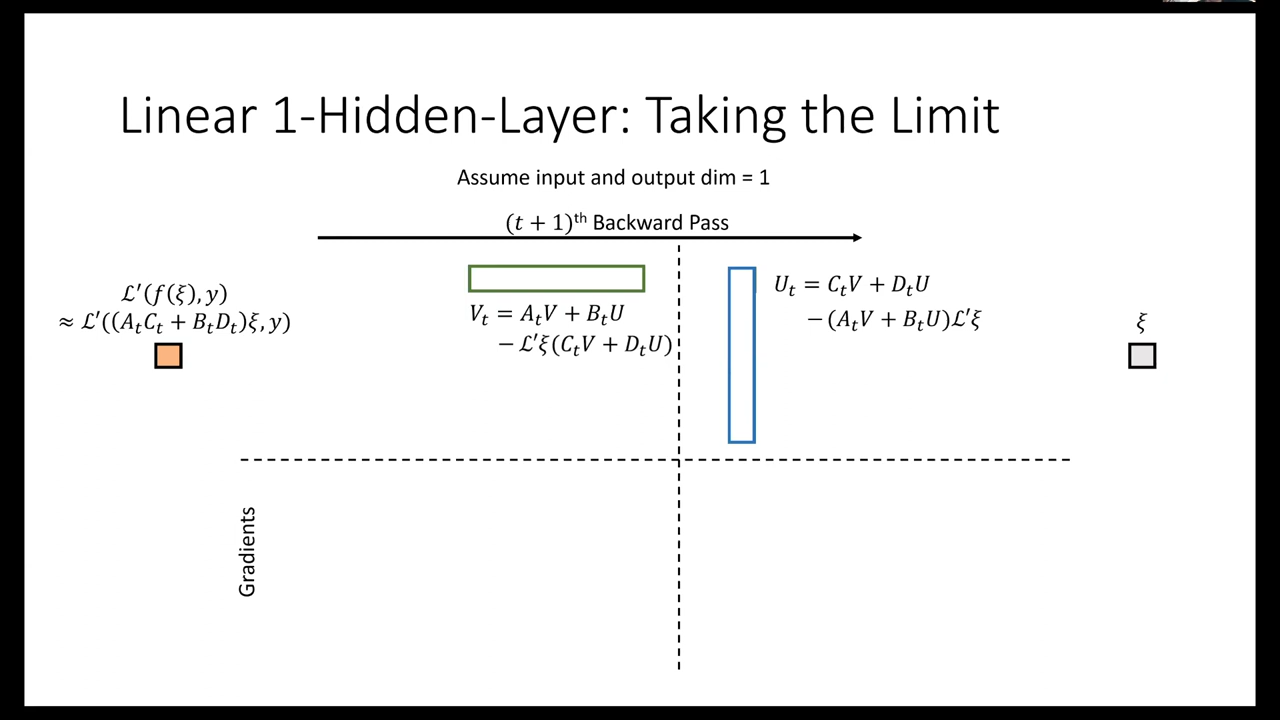 Linear 1-Hidden-Layer: Taking the Limit
Assume input and output dim = 1
(t + 1)ᵗʰ Backward Pass
ℒ′(f(ξ), y)
≈ ℒ′((AₜCₜ + BₜDₜ)ξ, y)
Vₜ = AₜV + BₜU
− ℒ′ξ(CₜV + DₜU)
Uₜ = CₜV + DₜU
− (AₜV + BₜU)ℒ′ξ
ξ
Gradients